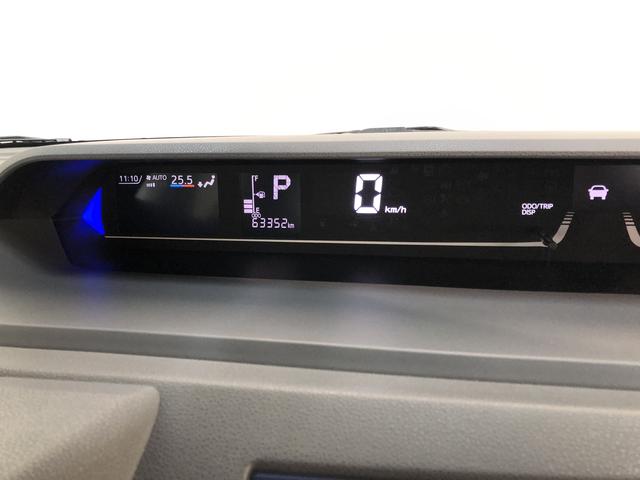 11:10 AUTO 25.5
F
P
E
63352km
0 km/h
ODO/TRIP
DISP